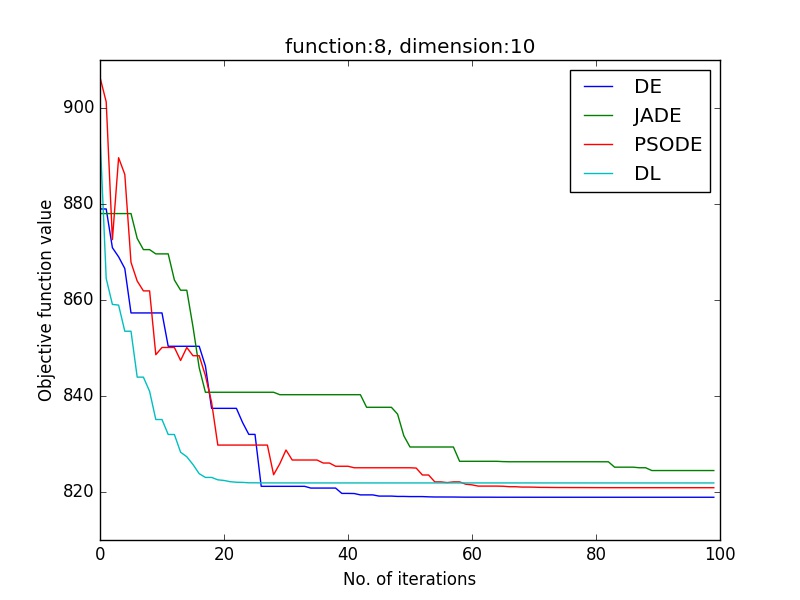 function:8, dimension:10
Objective function value
900
880
860
840
820
DE
JADE
PSODE
DL
0 20 40 60 80 100
No. of iterations